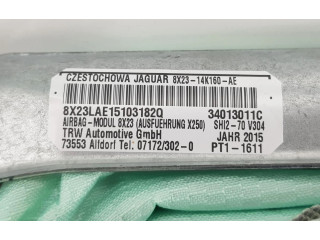 CZESTOCHOWA JAGUAR 8X23-14K160-AE
8X23LAE15103182Q 34013011C
AIRBAG-MODUL 8X23 (AUSFUEHRUNG X250) SHI2-70 V304
TRW Automotive GmbH JAHR 2015
73553 Alfdorf Tel. 07172/302-0 PT1-1611